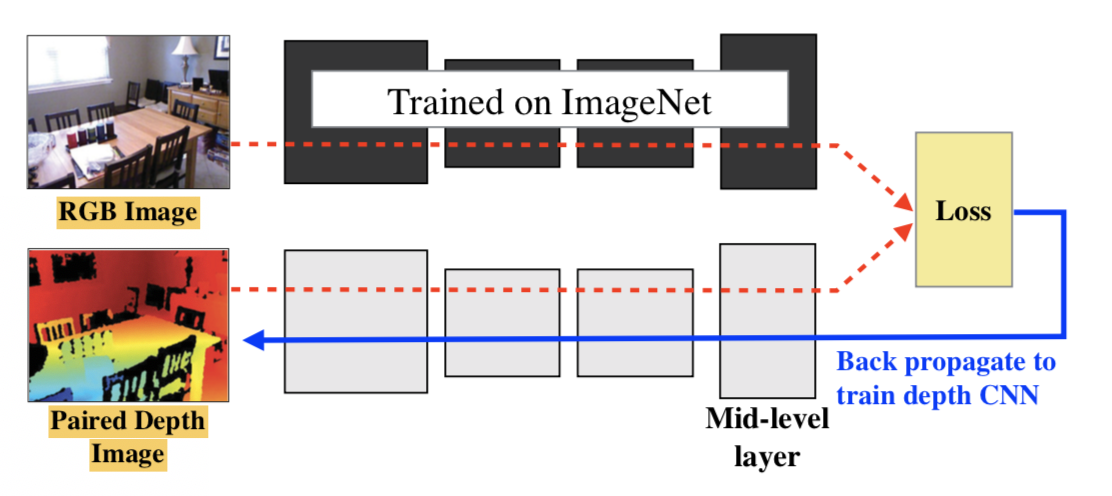 Trained on ImageNet
RGB Image
Loss
Paired Depth
Image
Mid-level
layer
Back propagate to
train depth CNN